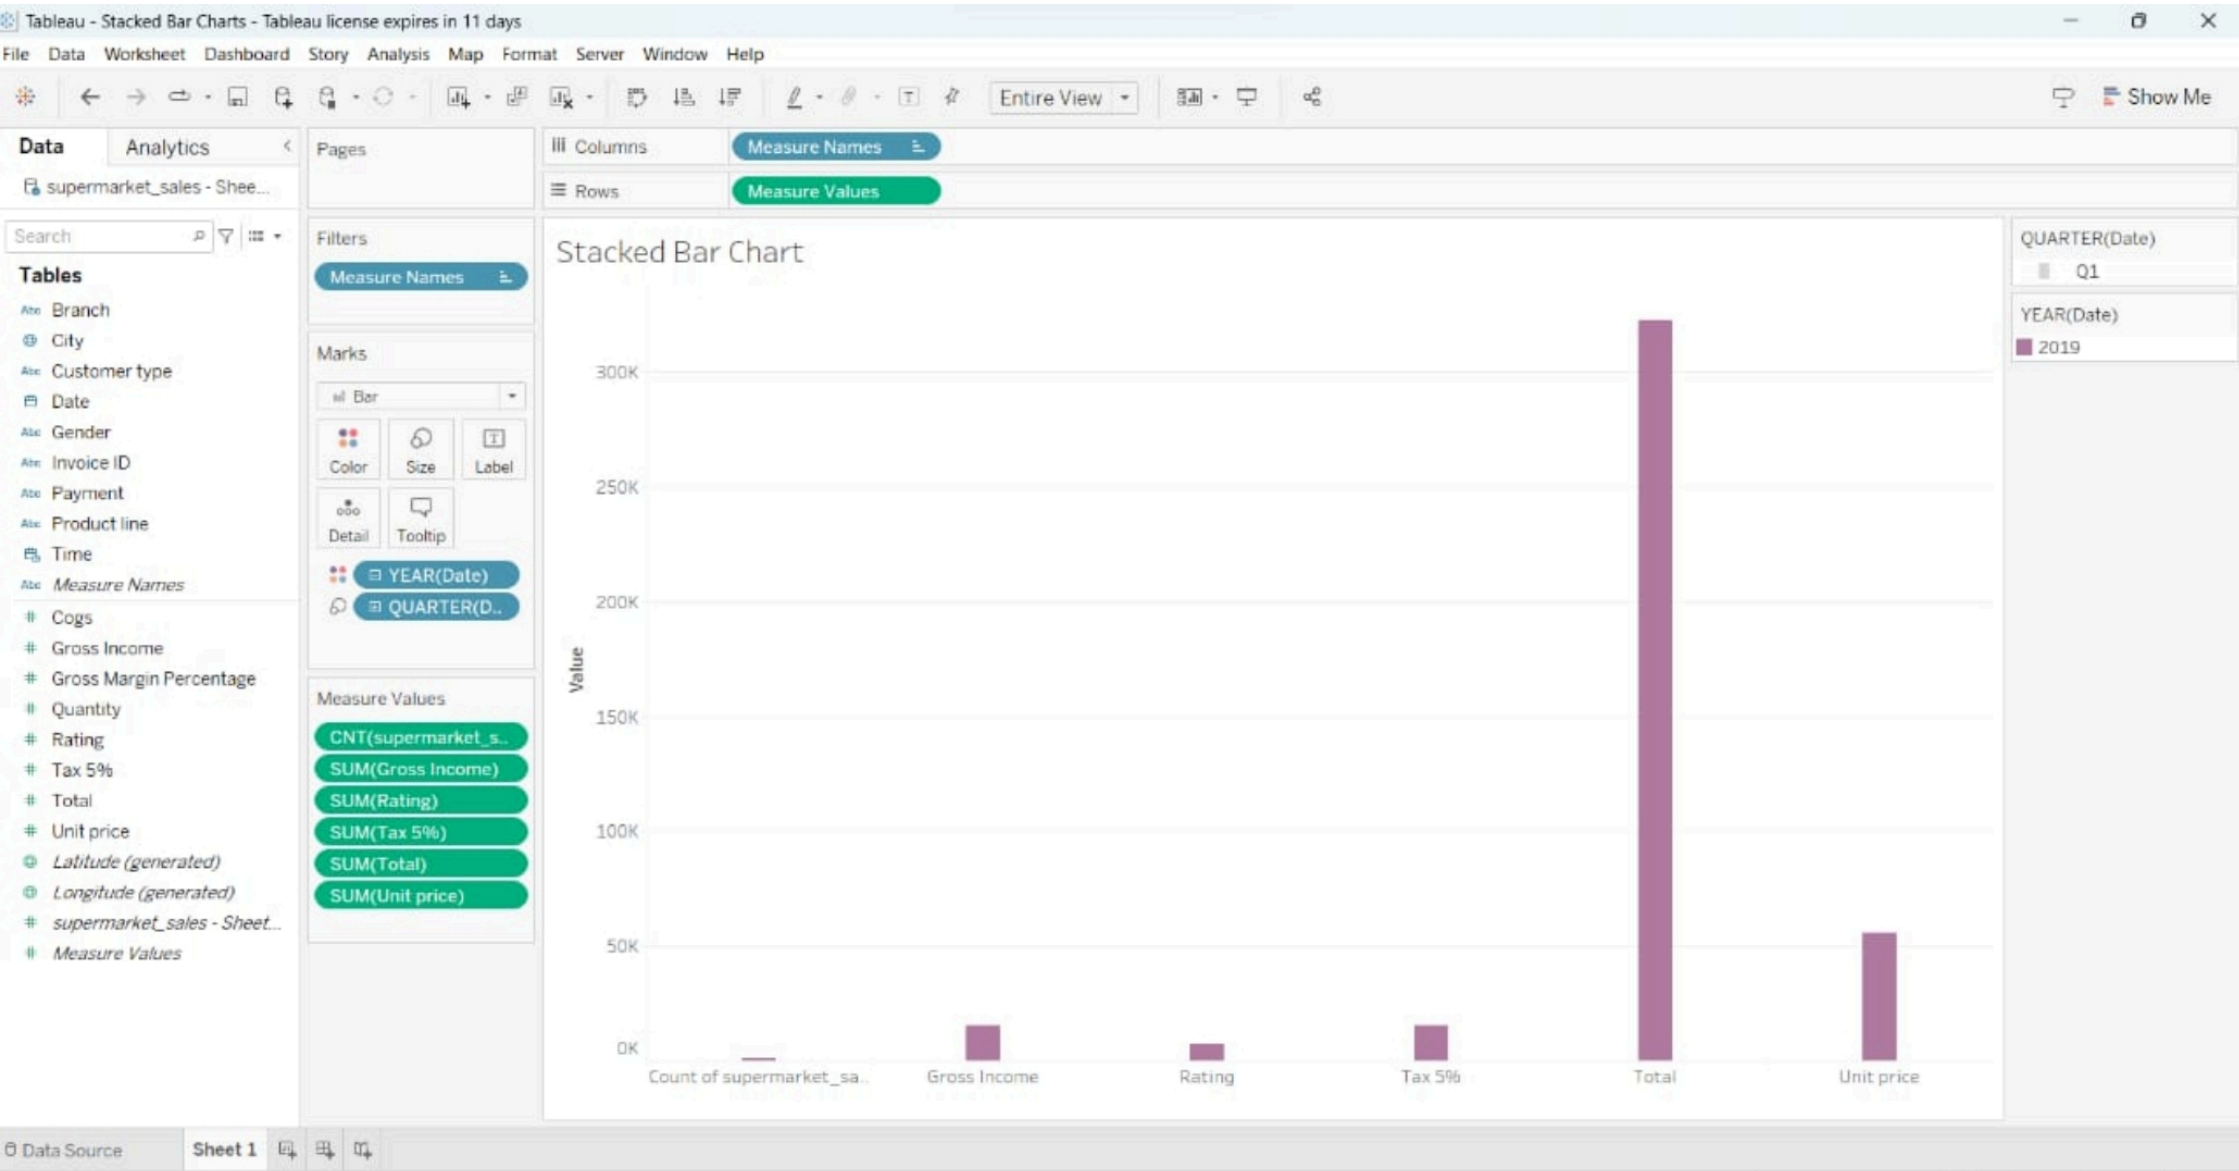 Tableau - Stacked Bar Charts - Tableau license expires in 11 days
File Data Worksheet Dashboard Story Analysis Map Format Server Window Help
Entire View
Show Me
Data Analytics
supermarket_sales - Shee...
Search
Tables
Abc Branch
City
Abc Customer type
Date
Abc Gender
Abc Invoice ID
Abc Payment
Abc Product line
Time
Abc Measure Names
# Cogs
# Gross Income
# Gross Margin Percentage
# Quantity
# Rating
# Tax 5%
# Total
# Unit price
Latitude (generated)
Longitude (generated)
# supermarket_sales - Sheet...
# Measure Values
Pages
Filters
Measure Names
Marks
Bar
Color Size Label
Detail Tooltip
YEAR(Date)
QUARTER(D..
Measure Values
CNT(supermarket_s..
SUM(Gross Income)
SUM(Rating)
SUM(Tax 5%)
SUM(Total)
SUM(Unit price)
Columns Measure Names
Rows Measure Values
Stacked Bar Chart
Value
300K
250K
200K
150K
100K
50K
0K
Count of supermarket_sa.. Gross Income Rating Tax 5% Total Unit price
QUARTER(Date)
Q1
YEAR(Date)
2019
Data Source Sheet 1